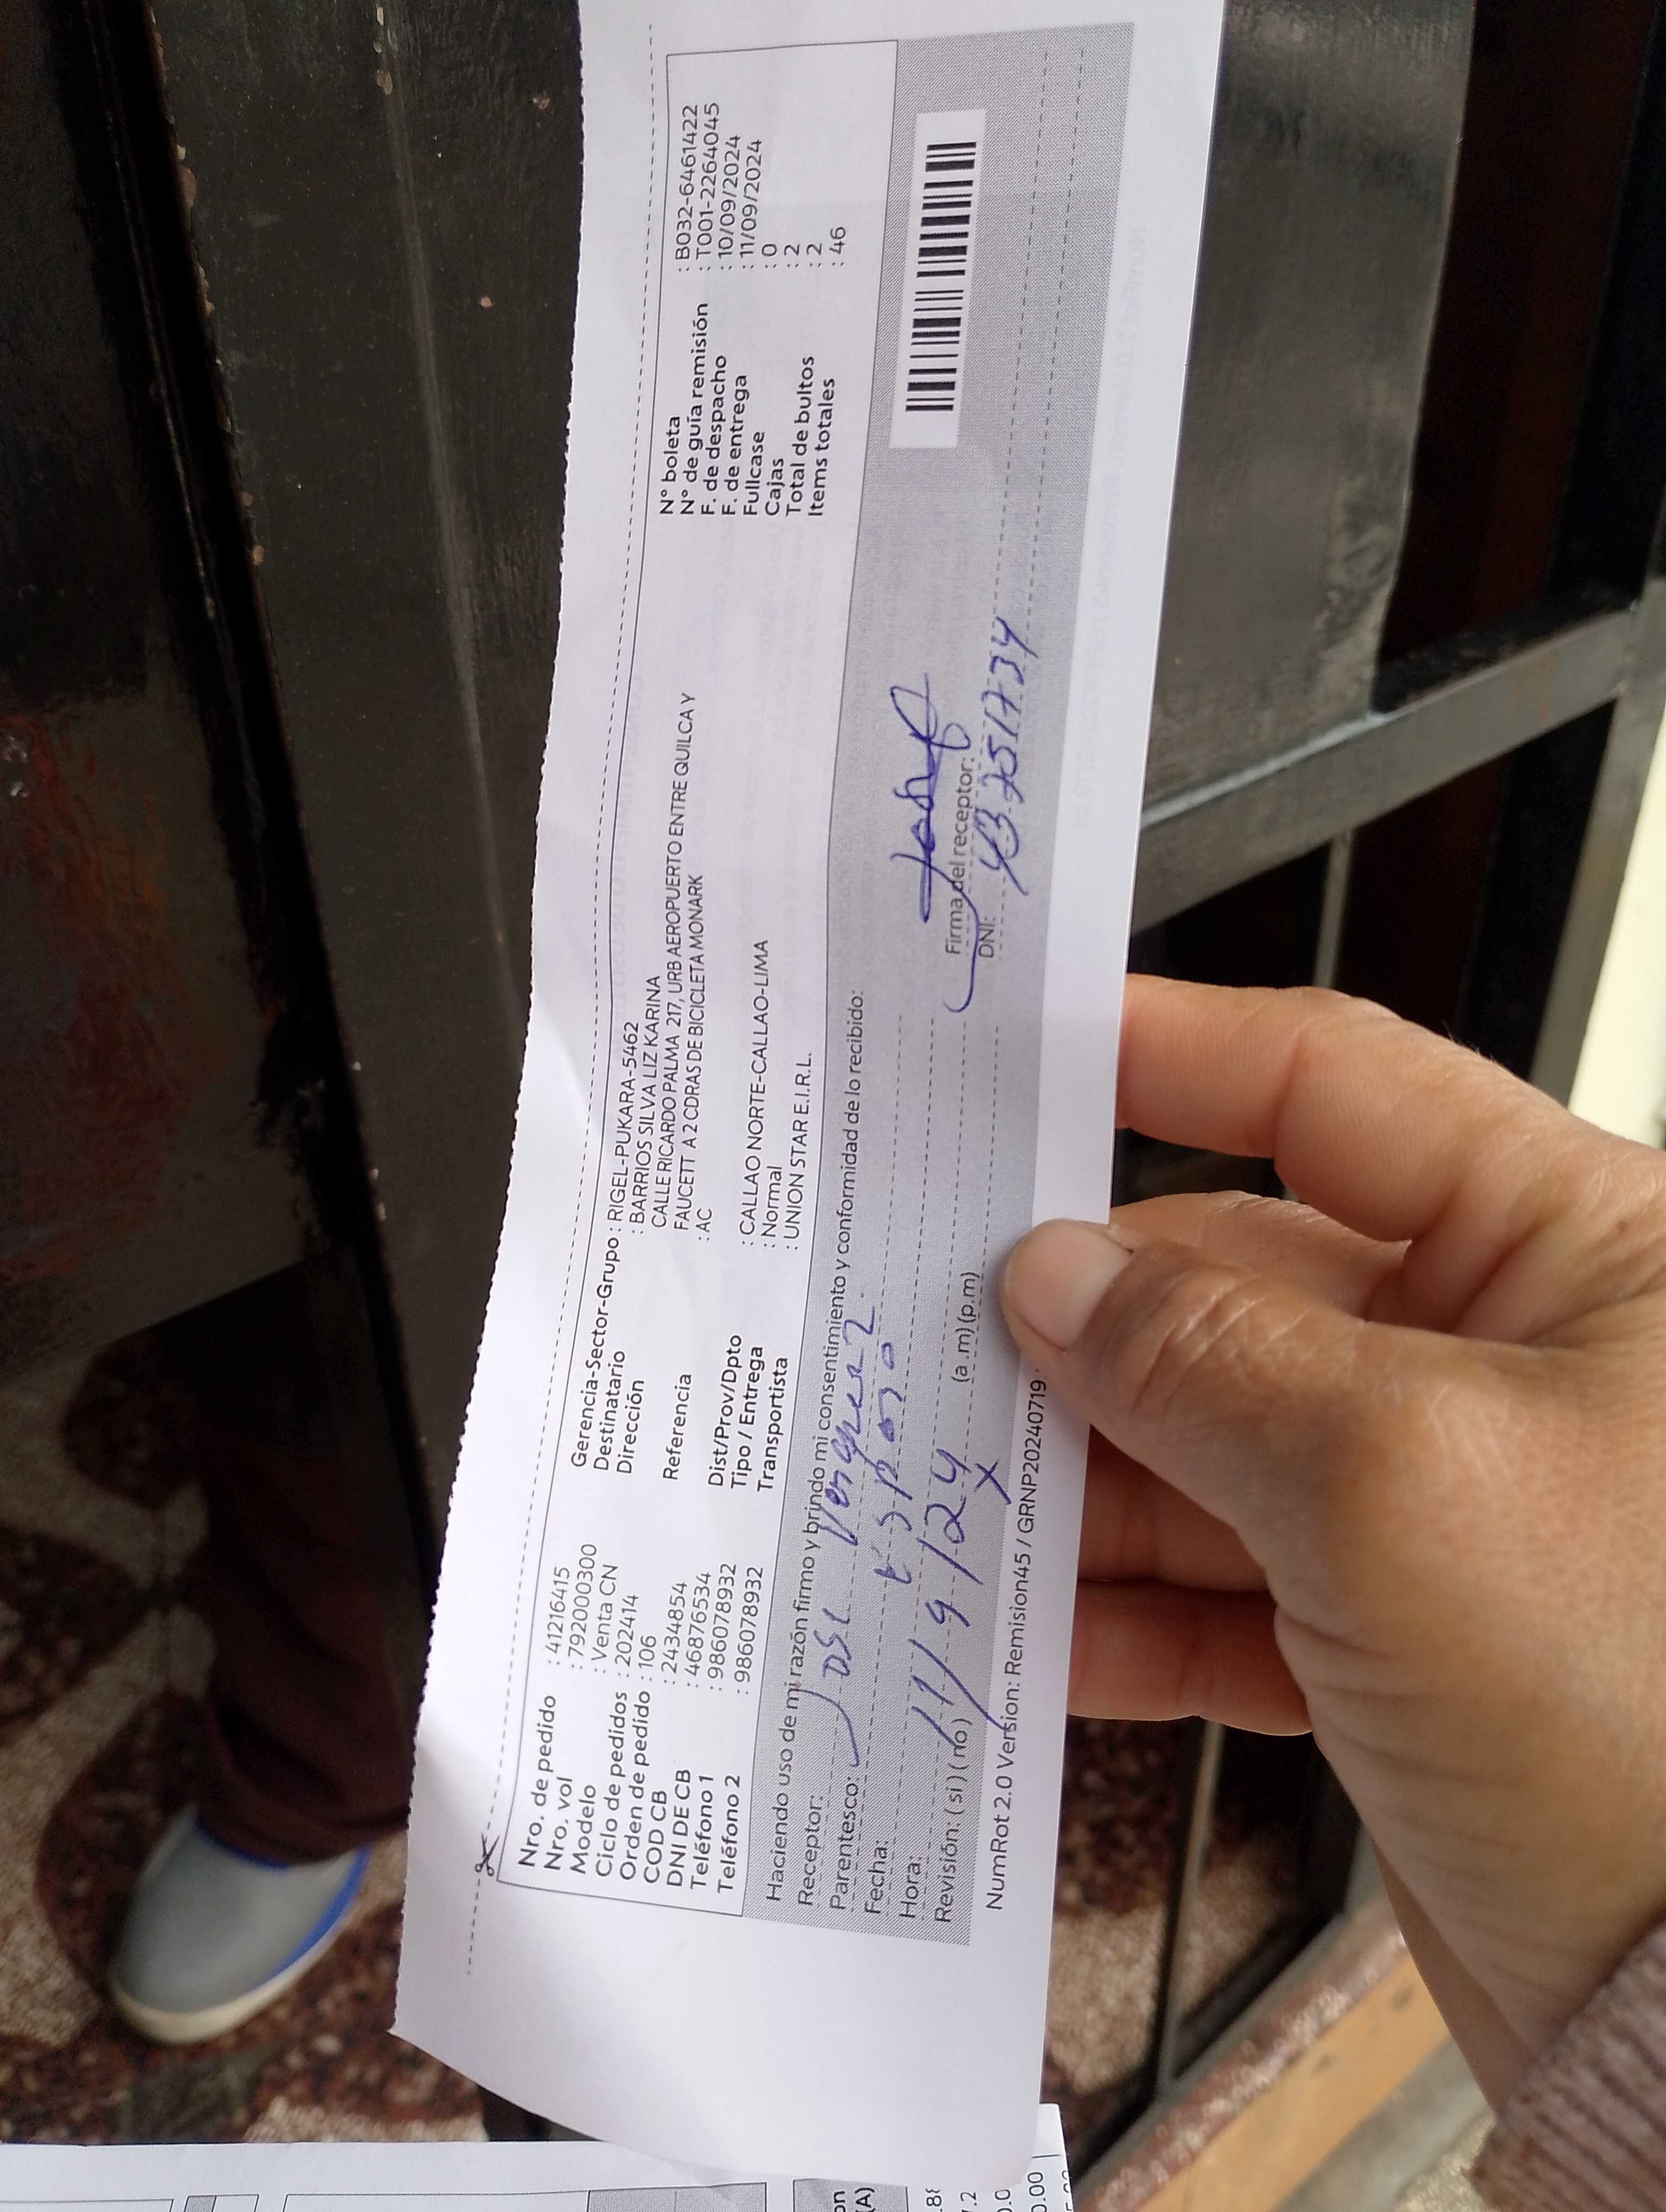 Nro. de pedido : 41216415
Nro. vol : 7920000300
Modelo : Venta CN
Ciclo de pedidos : 202414
Orden de pedido : 106
COD CB : 2434854
DNI DE CB : 46876534
Teléfono 1 : 986078932
Teléfono 2 : 986078932
Gerencia-Sector-Grupo : RIGEL-PUKARA-5462
Destinatario : BARRIOS SILVA LIZ KARINA
Dirección CALLE RICARDO PALMA 217, URB AEROPUERTO ENTRE QUILCA Y
FAUCETT A 2 CDRAS DE BICICLETA MONARK
Referencia : AC
Dist/Prov/Dpto : CALLAO NORTE-CALLAO-LIMA
Tipo / Entrega : Normal
Transportista : UNION STAR E.I.R.L.
N° boleta : B032-6461422
N° de guía remisión : T001-2264045
F. de despacho : 10/09/2024
F. de entrega : 11/09/2024
Fullcase : 0
Cajas : 2
Total de bultos : 2
Items totales : 46
Haciendo uso de mi razón firmo y brindo mi consentimiento y conformidad de lo recibido:
Receptor:
Parentesco: esposo
Fecha: 11/9/24
Hora: (a.m)(p.m)
Revisión: (si) (no) X
Firma del receptor:
DNI: 43251734
NumRot 2.0 Version: Remision45 / GRNP20240719